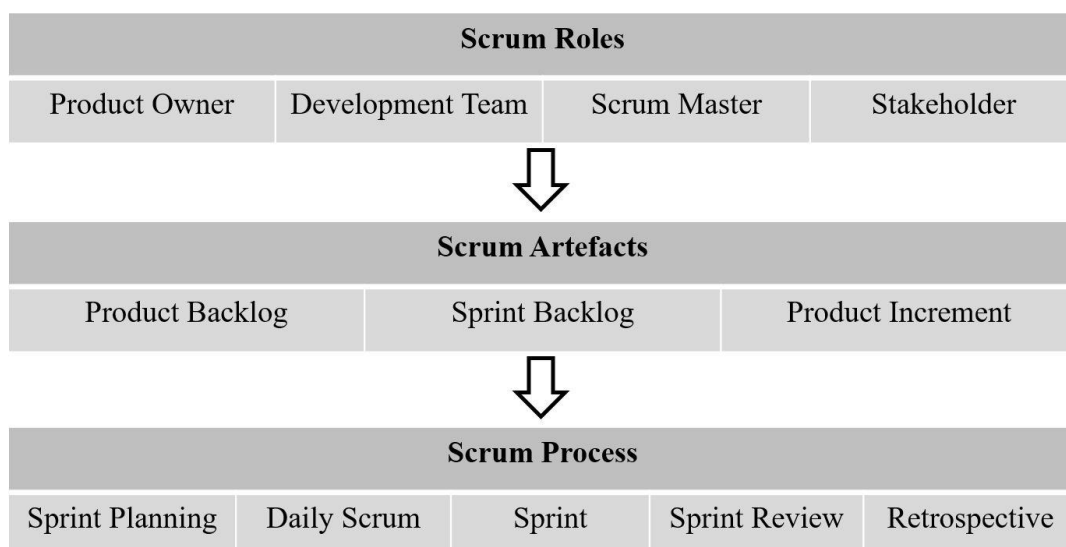 Scrum Roles
Product Owner Development Team Scrum Master Stakeholder
Scrum Artefacts
Product Backlog Sprint Backlog Product Increment
Scrum Process
Sprint Planning Daily Scrum Sprint Sprint Review Retrospective